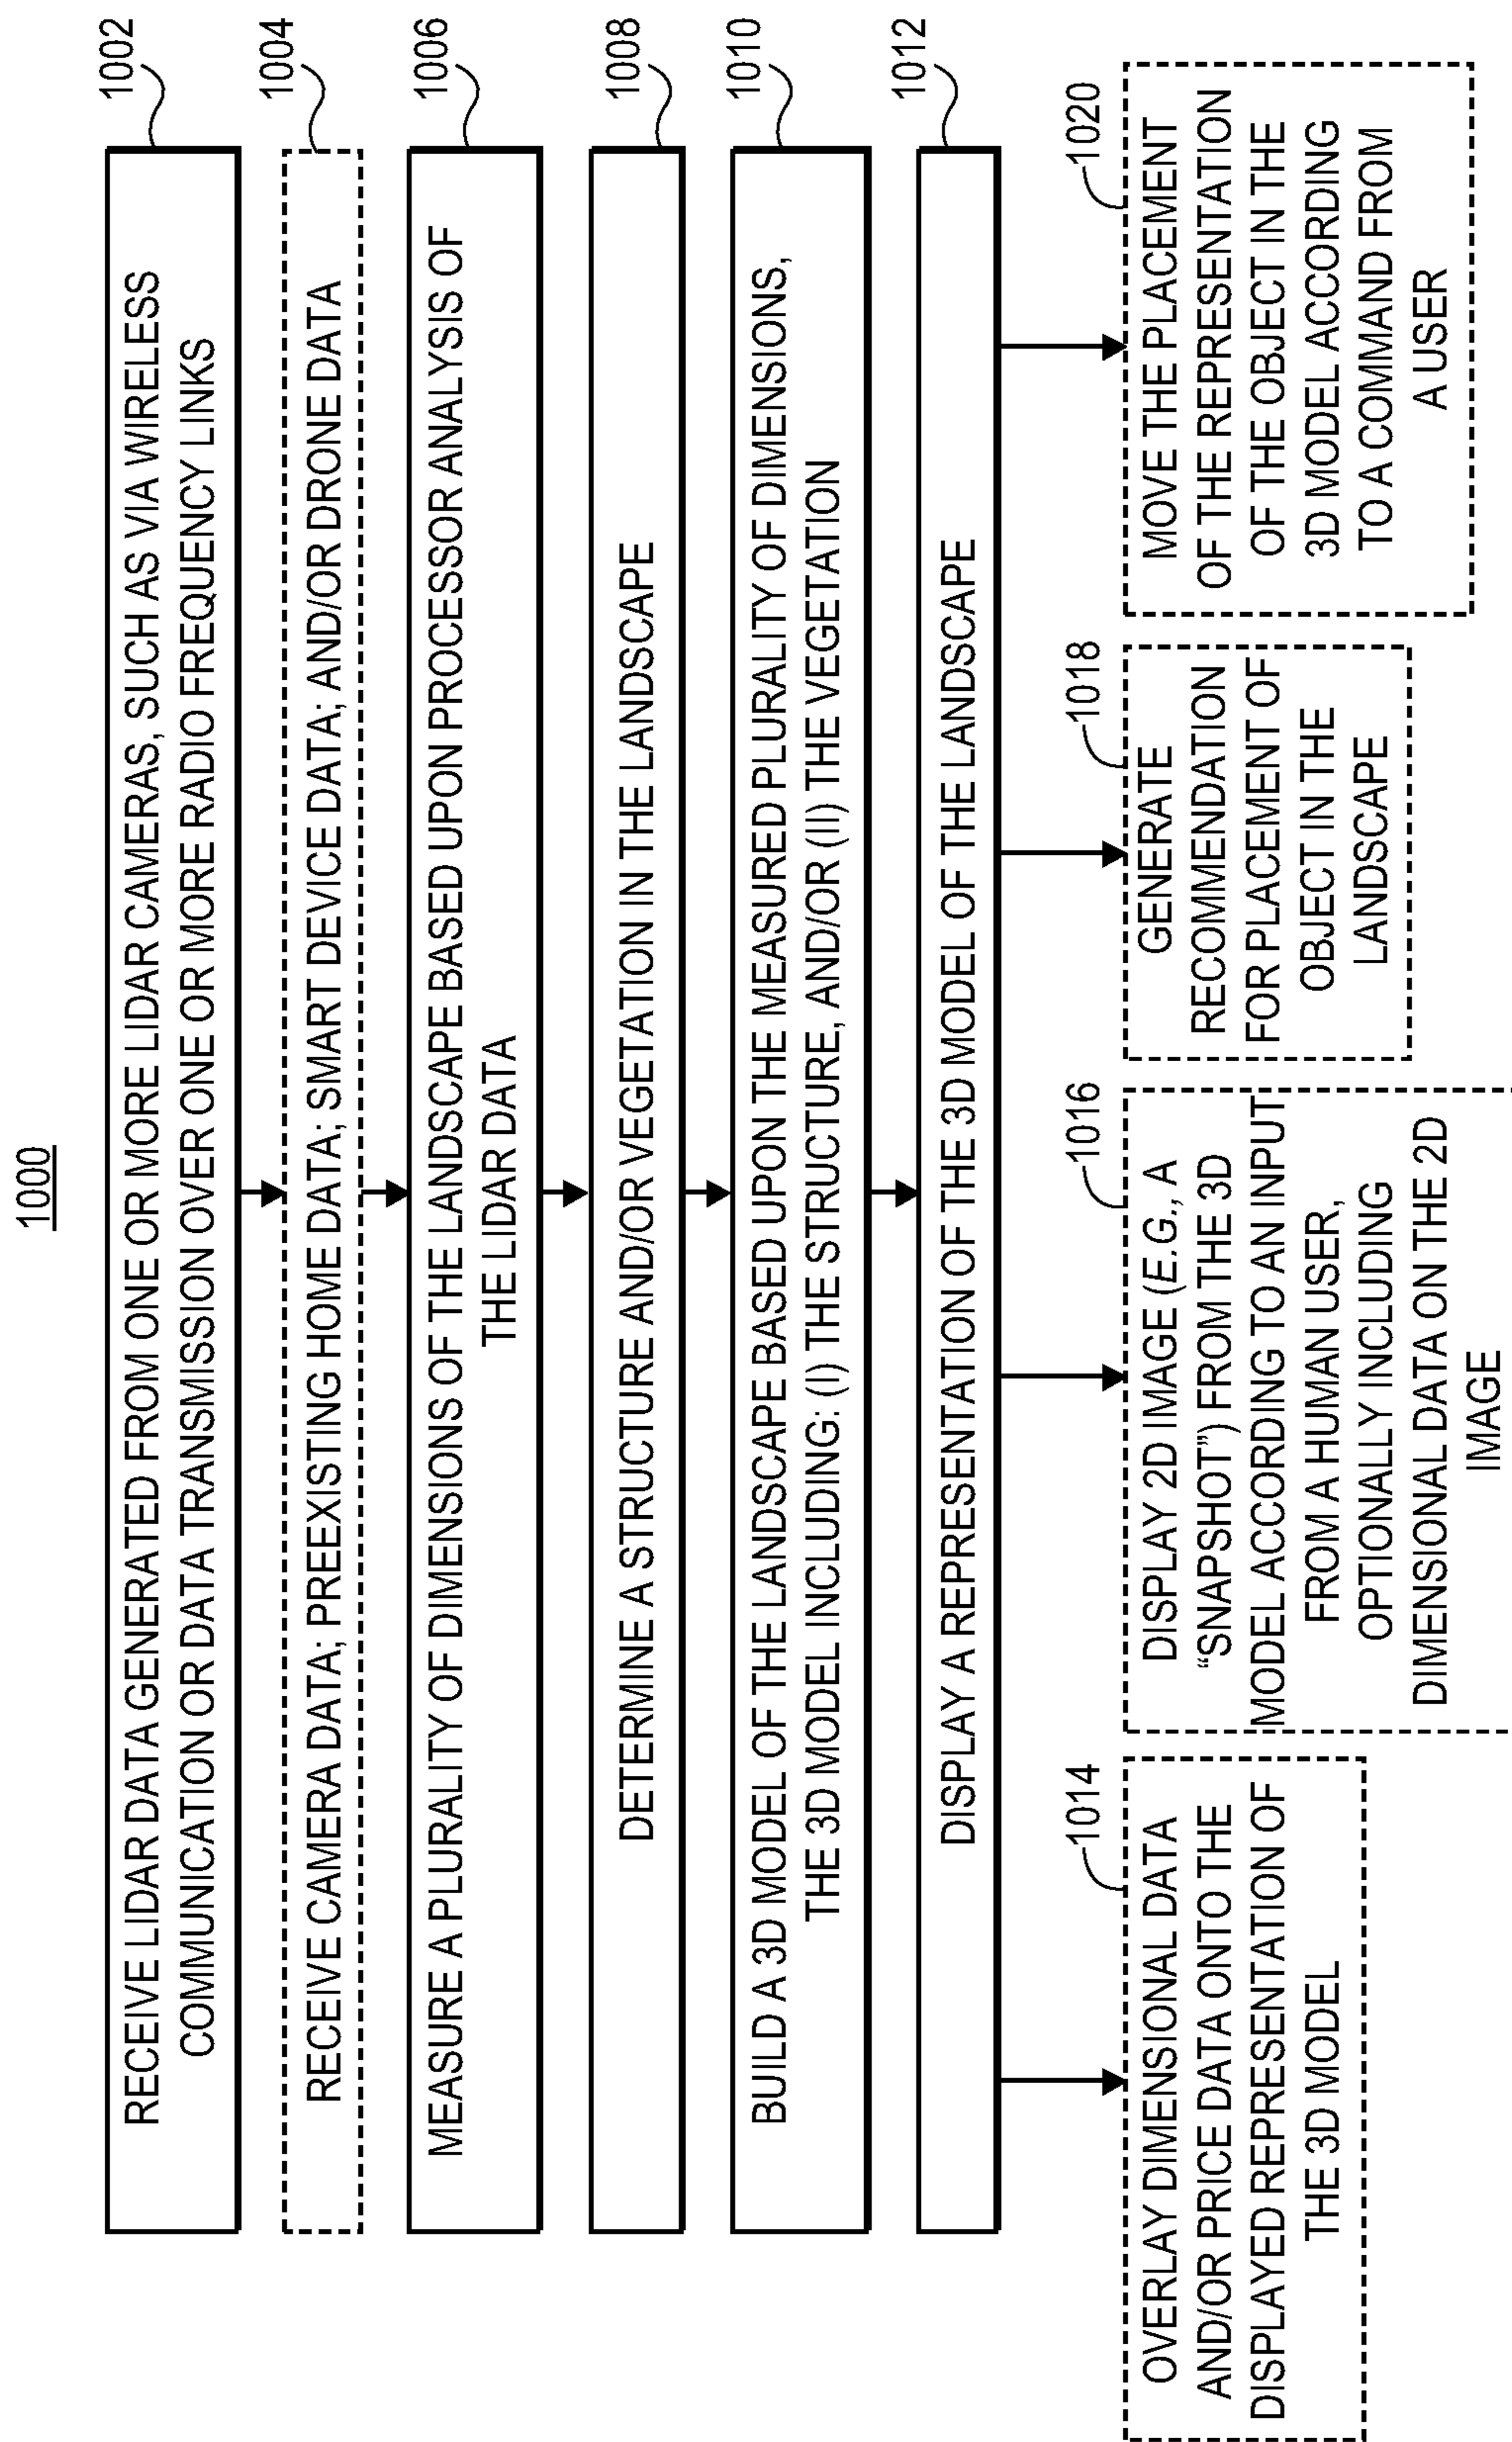 1000
1002
RECEIVE LIDAR DATA GENERATED FROM ONE OR MORE LIDAR CAMERAS, SUCH AS VIA WIRELESS
COMMUNICATION OR DATA TRANSMISSION OVER ONE OR MORE RADIO FREQUENCY LINKS
1004
RECEIVE CAMERA DATA; PREEXISTING HOME DATA; SMART DEVICE DATA; AND/OR DRONE DATA
1006
MEASURE A PLURALITY OF DIMENSIONS OF THE LANDSCAPE BASED UPON PROCESSOR ANALYSIS OF
THE LIDAR DATA
1008
DETERMINE A STRUCTURE AND/OR VEGETATION IN THE LANDSCAPE
1010
BUILD A 3D MODEL OF THE LANDSCAPE BASED UPON THE MEASURED PLURALITY OF DIMENSIONS,
THE 3D MODEL INCLUDING: (I) THE STRUCTURE, AND/OR (II) THE VEGETATION
1012
DISPLAY A REPRESENTATION OF THE 3D MODEL OF THE LANDSCAPE
1014
OVERLAY DIMENSIONAL DATA
AND/OR PRICE DATA ONTO THE
DISPLAYED REPRESENTATION OF
THE 3D MODEL
1016
DISPLAY 2D IMAGE (E.G., A
“SNAPSHOT”) FROM THE 3D
MODEL ACCORDING TO AN INPUT
FROM A HUMAN USER,
OPTIONALLY INCLUDING
DIMENSIONAL DATA ON THE 2D
IMAGE
1018
GENERATE
RECOMMENDATION
FOR PLACEMENT OF
OBJECT IN THE
LANDSCAPE
1020
MOVE THE PLACEMENT
OF THE REPRESENTATION
OF THE OBJECT IN THE
3D MODEL ACCORDING
TO A COMMAND FROM
A USER